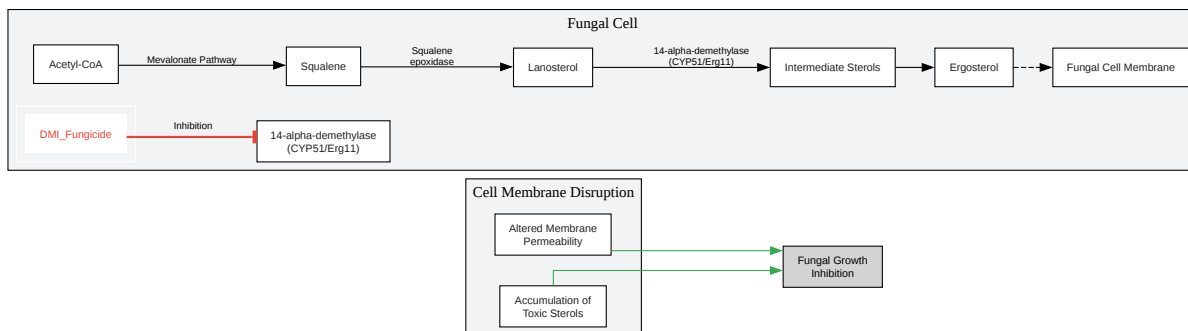 Fungal Cell
Acetyl-CoA
Mevalonate Pathway
Squalene
Squalene
epoxidase
Lanosterol
14-alpha-demethylase
(CYP51/Erg11)
Intermediate Sterols
Ergosterol
Fungal Cell Membrane
DMI_Fungicide
Inhibition
14-alpha-demethylase
(CYP51/Erg11)
Cell Membrane Disruption
Altered Membrane
Permeability
Fungal Growth
Inhibition
Accumulation of
Toxic Sterols